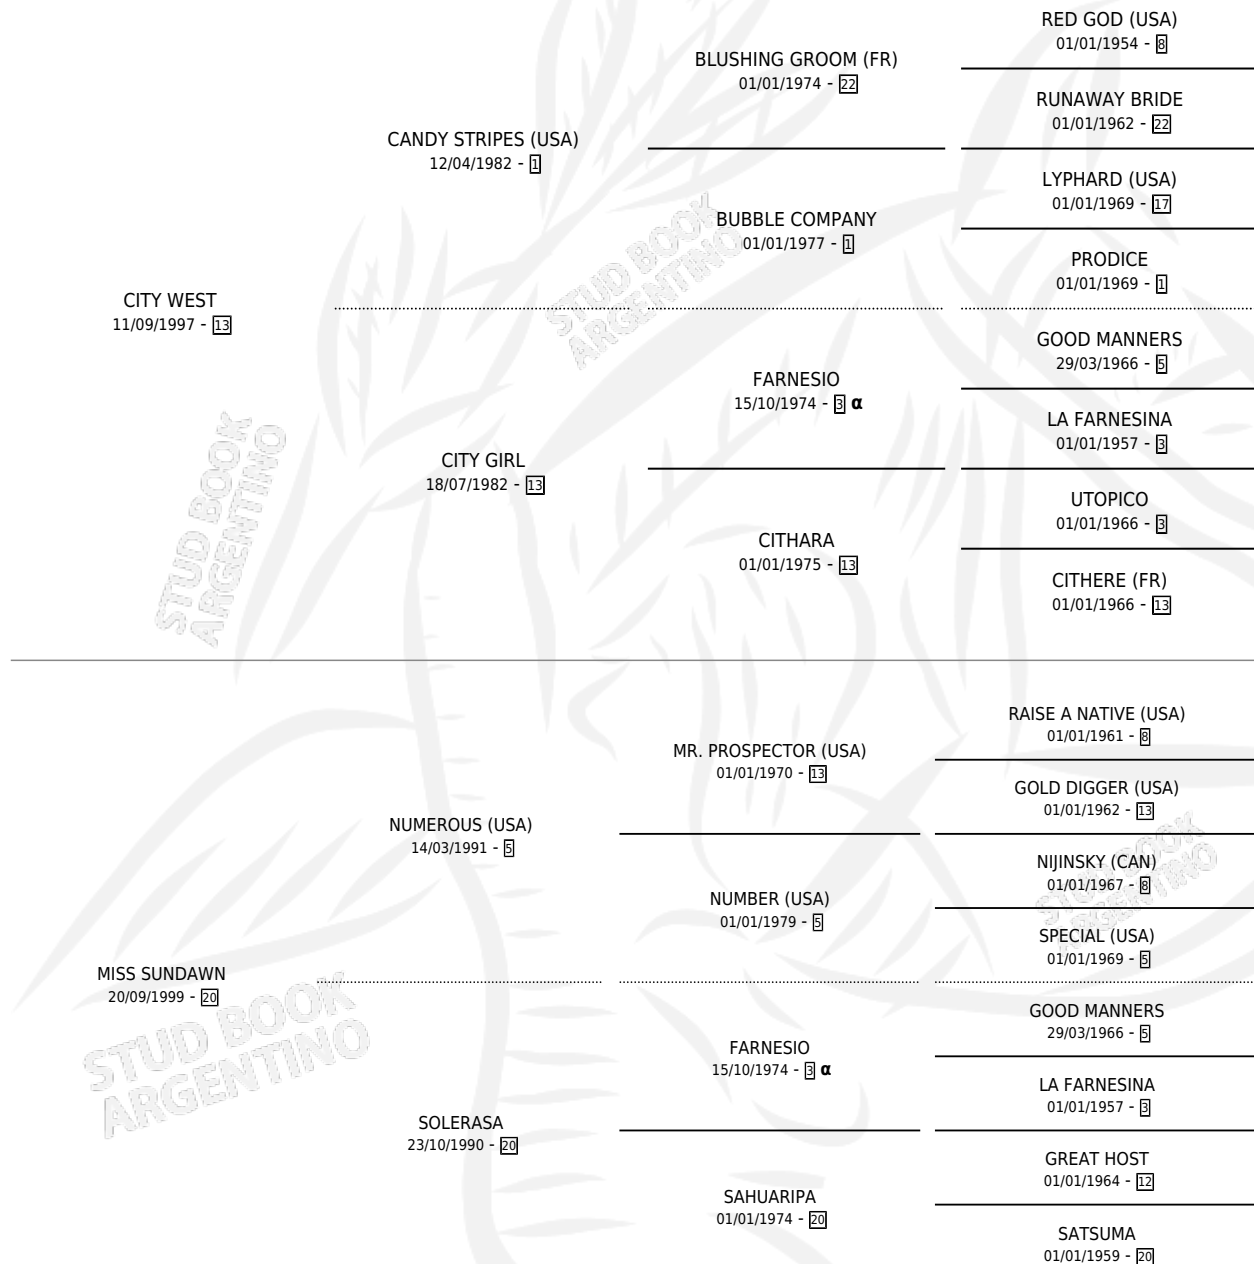 RED GOD (USA)
01/01/1954 - 8
BLUSHING GROOM (FR)
01/01/1974 - 22
RUNAWAY BRIDE
01/01/1962 - 22
CANDY STRIPES (USA)
12/04/1982 - 1
LYPHARD (USA)
01/01/1969 - 17
BUBBLE COMPANY
01/01/1977 - 1
PRODICE
01/01/1969 - 1
STUD BOOK
ARGENTINO
CITY WEST
11/09/1997 - 13
GOOD MANNERS
29/03/1966 - 5
FARNESIO
15/10/1974 - 3 α
LA FARNESINA
01/01/1957 - 3
CITY GIRL
18/07/1982 - 13
UTOPICO
01/01/1966 - 3
CITHARA
01/01/1975 - 13
CITHERE (FR)
01/01/1966 - 13
STUD BOOK
ARGENTINO
RAISE A NATIVE (USA)
01/01/1961 - 8
MR. PROSPECTOR (USA)
01/01/1970 - 13
GOLD DIGGER (USA)
01/01/1962 - 13
NUMEROUS (USA)
14/03/1991 - 5
NIJINSKY (CAN)
01/01/1967 - 8
NUMBER (USA)
01/01/1979 - 5
SPECIAL (USA)
01/01/1969 - 5
STUD BOOK
ARGENTINO
MISS SUNDAWN
20/09/1999 - 20
GOOD MANNERS
29/03/1966 - 5
FARNESIO
15/10/1974 - 3 α
LA FARNESINA
01/01/1957 - 3
STUD BOOK
ARGENTINO
SOLERASA
23/10/1990 - 20
GREAT HOST
01/01/1964 - 12
SAHUARIPA
01/01/1974 - 20
SATSUMA
01/01/1959 - 20